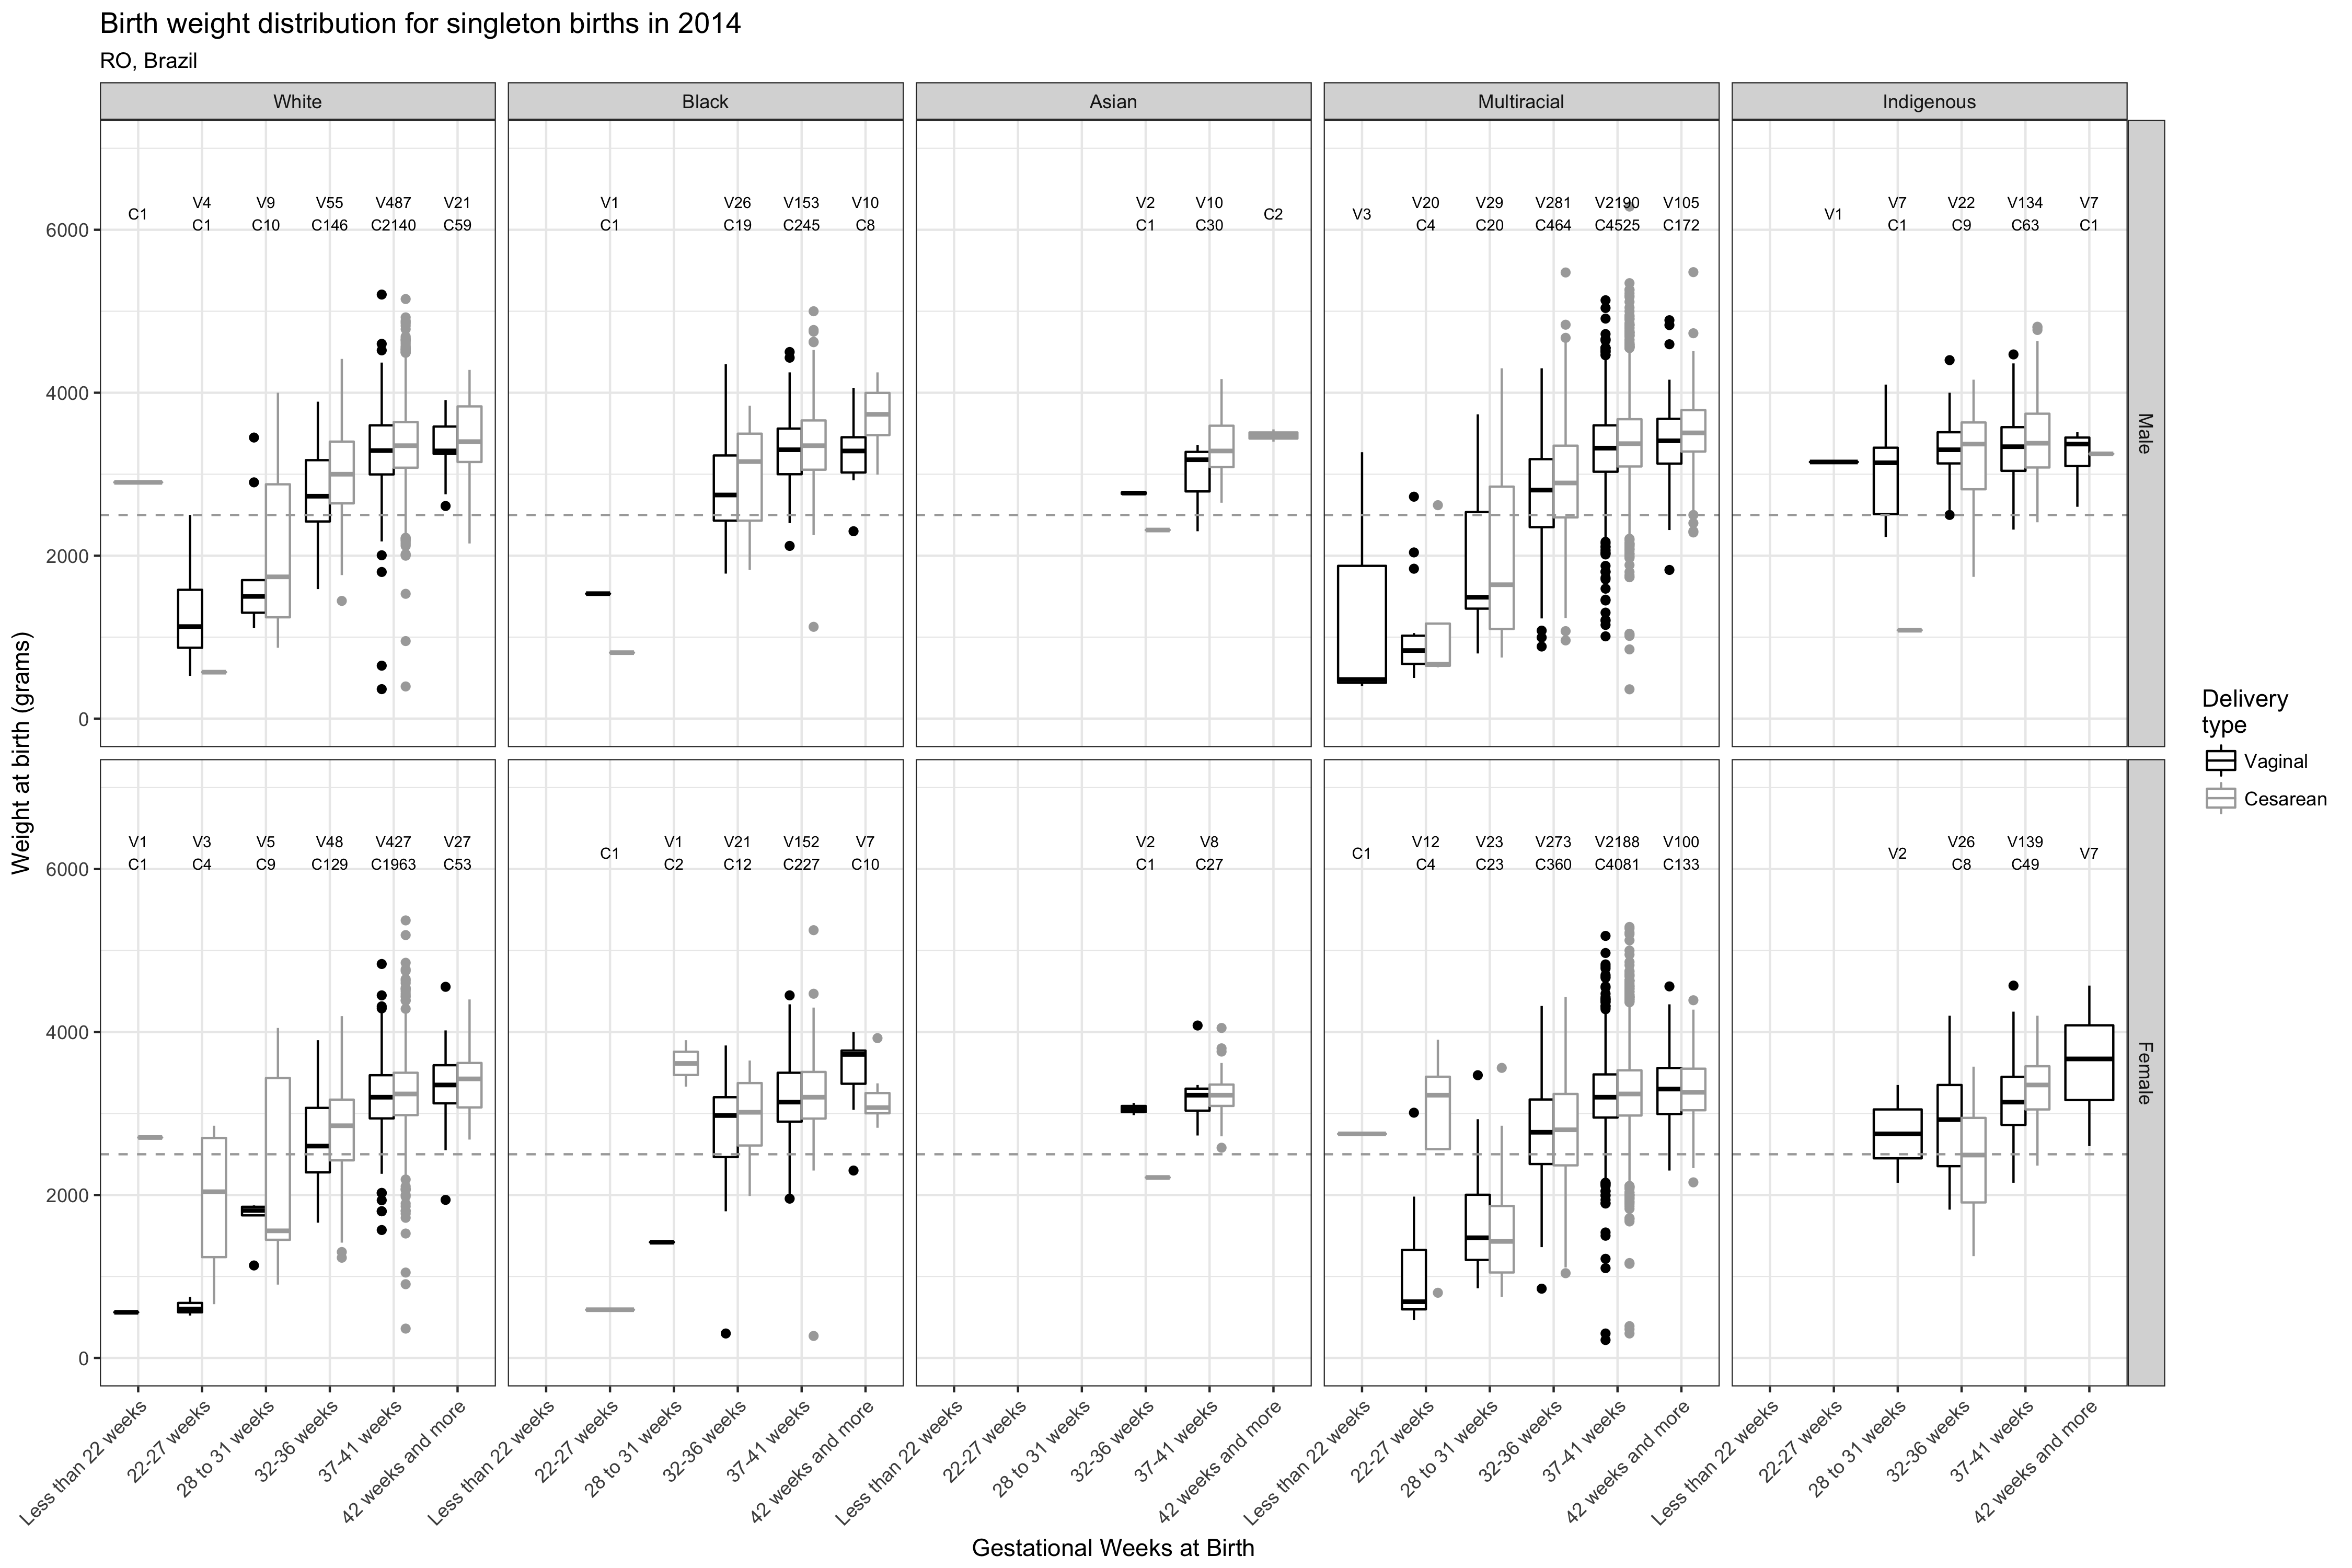 Birth weight distribution for singleton births in 2014
RO, Brazil
White Black Asian Multiracial Indigenous
V4 V9 V55 V487 V21 V1 V26 V153 V10 V2 V10 V20 V29 V281 V2190 V105 V7 V22 V134 V7
C1 C2 V3 V1
C1 C10 C146 C2140 C59 C1 C19 C245 C8 C1 C30 C4 C20 C464 C4525 C172 C1 C9 C63 C1
6000
4000
2000
0
Male
V1 V3 V5 V48 V427 V27 V1 V21 V152 V7 V2 V8 V12 V23 V273 V2188 V100 V26 V139
C1 C1 V2 V7
C1 C4 C9 C129 C1963 C53 C2 C12 C227 C10 C1 C27 C4 C23 C360 C4081 C133 C8 C49
6000
4000
2000
0
Female
Weight at birth (grams)
Less than 22 weeks
22-27 weeks
28 to 31 weeks
32-36 weeks
37-41 weeks
42 weeks and more
Less than 22 weeks
22-27 weeks
28 to 31 weeks
32-36 weeks
37-41 weeks
42 weeks and more
Less than 22 weeks
22-27 weeks
28 to 31 weeks
32-36 weeks
37-41 weeks
42 weeks and more
Less than 22 weeks
22-27 weeks
28 to 31 weeks
32-36 weeks
37-41 weeks
42 weeks and more
Less than 22 weeks
22-27 weeks
28 to 31 weeks
32-36 weeks
37-41 weeks
42 weeks and more
Gestational Weeks at Birth
Delivery
type
Vaginal
Cesarean